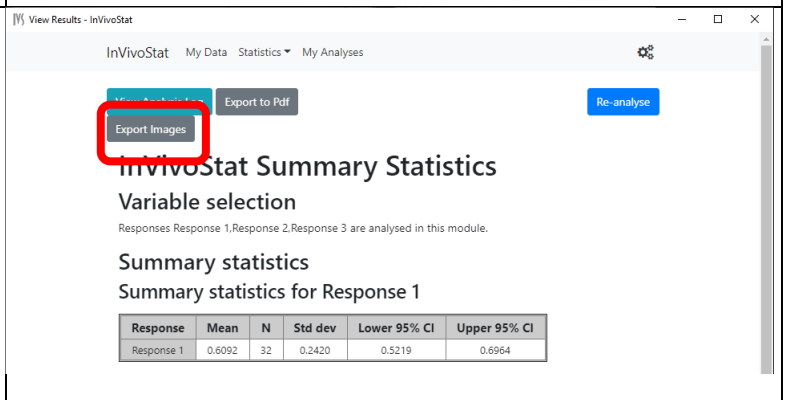 View Results - InVivoStat
InVivoStat My Data Statistics My Analyses
View Analysis Log Export to Pdf Re-analyse
Export Images
InVivoStat Summary Statistics
Variable selection
Responses Response 1,Response 2,Response 3 are analysed in this module.
Summary statistics
Summary statistics for Response 1
Response Mean N Std dev Lower 95% CI Upper 95% CI
Response 1 0.6092 32 0.2420 0.5219 0.6964